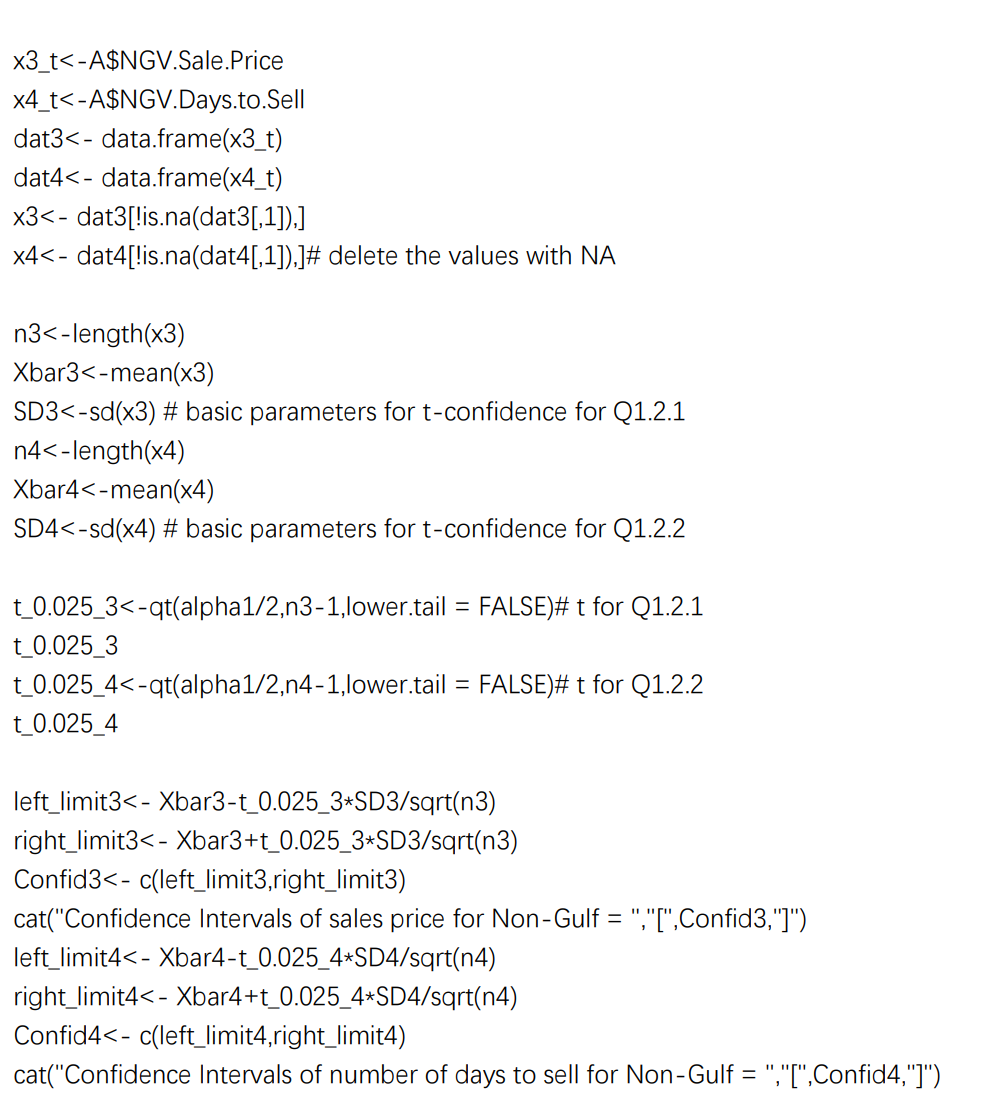 x3_t<-A$NGV.Sale.Price
x4_t<-A$NGV.Days.to.Sell
dat3<- data.frame(x3_t)
dat4<- data.frame(x4_t)
x3<- dat3[!is.na(dat3[,1]),]
x4<- dat4[!is.na(dat4[,1]),]# delete the values with NA
n3<-length(x3)
Xbar3<-mean(x3)
SD3<-sd(x3) # basic parameters for t-confidence for Q1.2.1
n4<-length(x4)
Xbar4<-mean(x4)
SD4<-sd(x4) # basic parameters for t-confidence for Q1.2.2
t_0.025_3<-qt(alpha1/2,n3-1,lower.tail = FALSE)# t for Q1.2.1
t_0.025_3
t_0.025_4<-qt(alpha1/2,n4-1,lower.tail = FALSE)# t for Q1.2.2
t_0.025_4
left_limit3<- Xbar3-t_0.025_3*SD3/sqrt(n3)
right_limit3<- Xbar3+t_0.025_3*SD3/sqrt(n3)
Confid3<- c(left_limit3,right_limit3)
cat("Confidence Intervals of sales price for Non-Gulf = ","[",Confid3,"]")
left_limit4<- Xbar4-t_0.025_4*SD4/sqrt(n4)
right_limit4<- Xbar4+t_0.025_4*SD4/sqrt(n4)
Confid4<- c(left_limit4,right_limit4)
cat("Confidence Intervals of number of days to sell for Non-Gulf = ","[",Confid4,"]")